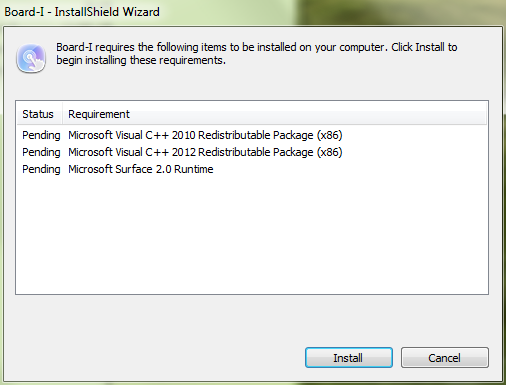 Board-I - InstallShield Wizard
Board-I requires the following items to be installed on your computer. Click Install to
begin installing these requirements.
Status Requirement
Pending Microsoft Visual C++ 2010 Redistributable Package (x86)
Pending Microsoft Visual C++ 2012 Redistributable Package (x86)
Pending Microsoft Surface 2.0 Runtime
Install Cancel